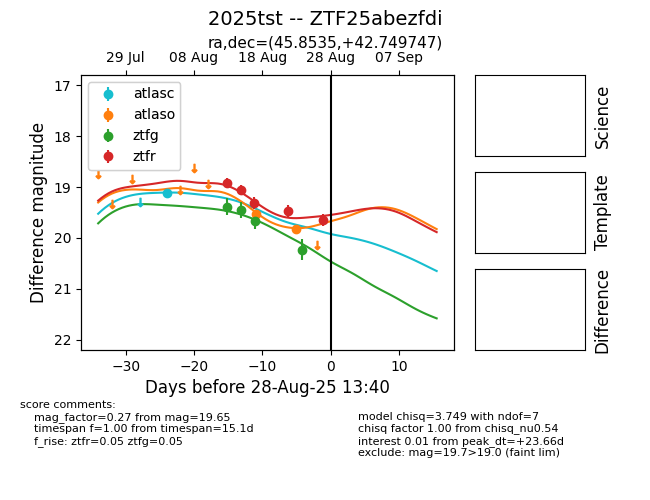 2025tst -- ZTF25abezfdi
ra,dec=(45.8535,+42.749747)
29 Jul 08 Aug 18 Aug 28 Aug 07 Sep
17
18
19
20
21
22
Difference magnitude
atlasc
atlaso
ztfg
ztfr
−30 −20 −10 0 10
Days before 28-Aug-25 13:40
Science
Template
Difference
score comments:
mag_factor=0.27 from mag=19.65
timespan f=1.00 from timespan=15.1d
f_rise: ztfr=0.05 ztfg=0.05
model chisq=3.749 with ndof=7
chisq factor 1.00 from chisq_nu0.54
interest 0.01 from peak_dt=+23.66d
exclude: mag=19.7>19.0 (faint lim)